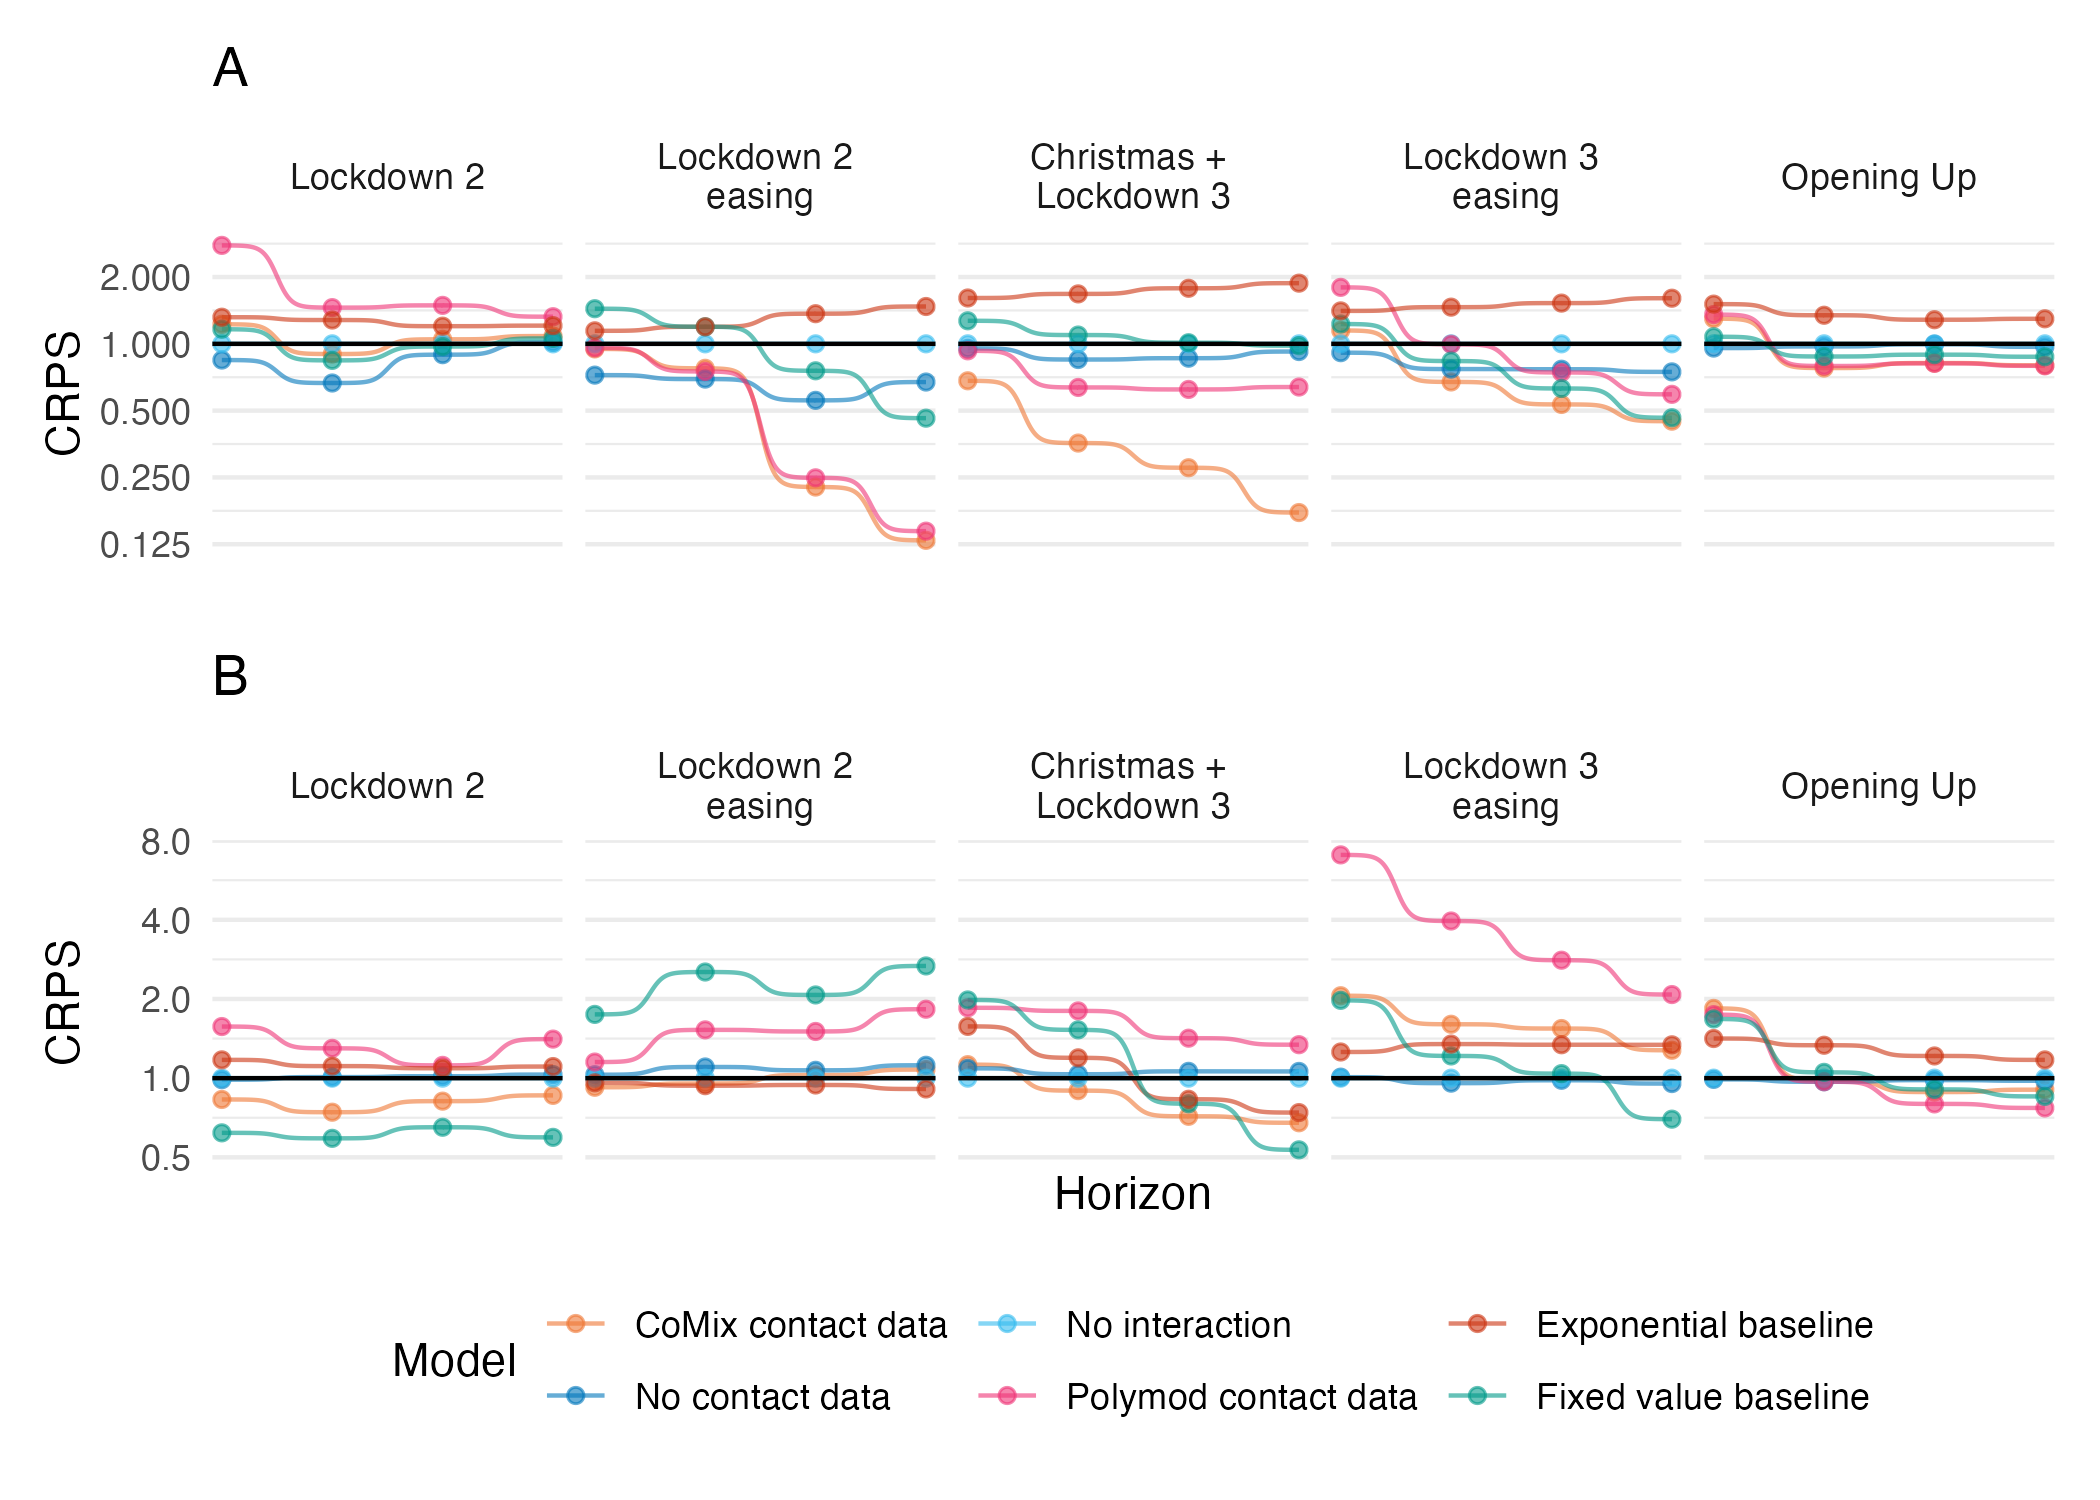 A
Lockdown 2
Lockdown 2
easing
Christmas +
Lockdown 3
Lockdown 3
easing
Opening Up
CRPS
2.000
1.000
0.500
0.250
0.125
B
Lockdown 2
Lockdown 2
easing
Christmas +
Lockdown 3
Lockdown 3
easing
Opening Up
CRPS
8.0
4.0
2.0
1.0
0.5
Horizon
Model
CoMix contact data
No interaction
Exponential baseline
No contact data
Polymod contact data
Fixed value baseline